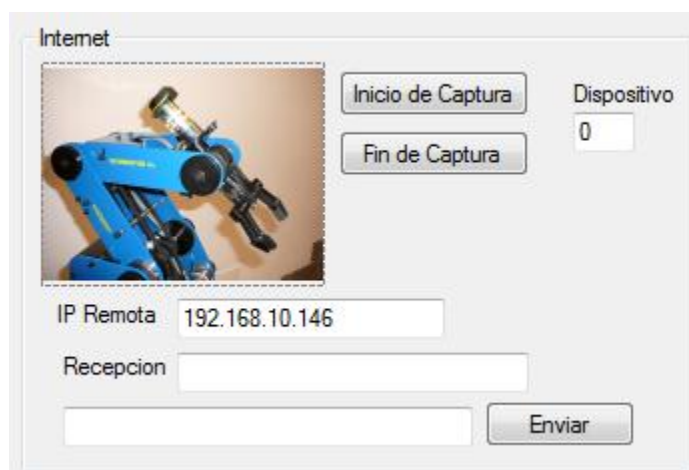 Internet
Inicio de Captura
Dispositivo
0
Fin de Captura
IP Remota 192.168.10.146
Recepcion
Enviar